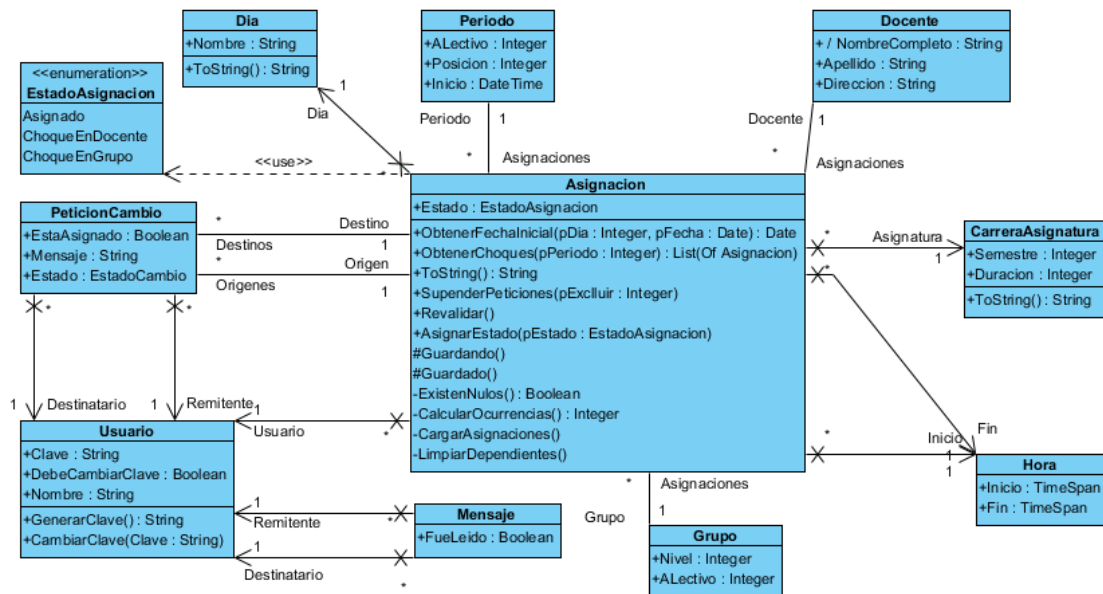 Dia
+Nombre : String
+ToString() : String
Periodo
+ALectivo : Integer
+Posicion : Integer
+Inicio : DateTime
Docente
+ / NombreCompleto : String
+Apellido : String
+Direccion : String
<<enumeration>>
EstadoAsignacion
Asignado
ChoqueEnDocente
ChoqueEnGrupo
1
Dia
*
<<use>>
Periodo
1
*
Asignaciones
Docente
1
*
Asignaciones
PeticionCambio
+EstaAsignado : Boolean
+Mensaje : String
+Estado : EstadoCambio
*
Destino
Destinos
1
*
Origen
Origenes
1
Asignacion
+Estado : EstadoAsignacion
+ObtenerFechaInicial(pDia : Integer, pFecha : Date) : Date
+ObtenerChoques(pPeriodo : Integer) : List(Of Asignacion)
+ToString() : String
+SupenderPeticiones(pExclluir : Integer)
+Revalidar()
+AsignarEstado(pEstado : EstadoAsignacion)
#Guardando()
#Guardado()
-ExistenNulos() : Boolean
-CalcularOcurrencias() : Integer
-CargarAsignaciones()
-LimpiarDependientes()
*
Asignatura
1
CarreraAsignatura
+Semestre : Integer
+Duracion : Integer
+ToString() : String
*
*
*
1
Destinatario
1
Remitente
1
Usuario
*
*
Fin
Inicio
1
1
Usuario
+Clave : String
+DebeCambiarClave : Boolean
+Nombre : String
+GenerarClave() : String
+CambiarClave(Clave : String)
Hora
+Inicio : TimeSpan
+Fin : TimeSpan
*
Asignaciones
Grupo
1
1
Remitente
*
1
Destinatario
*
Mensaje
+FueLeido : Boolean
Grupo
+Nivel : Integer
+ALectivo : Integer